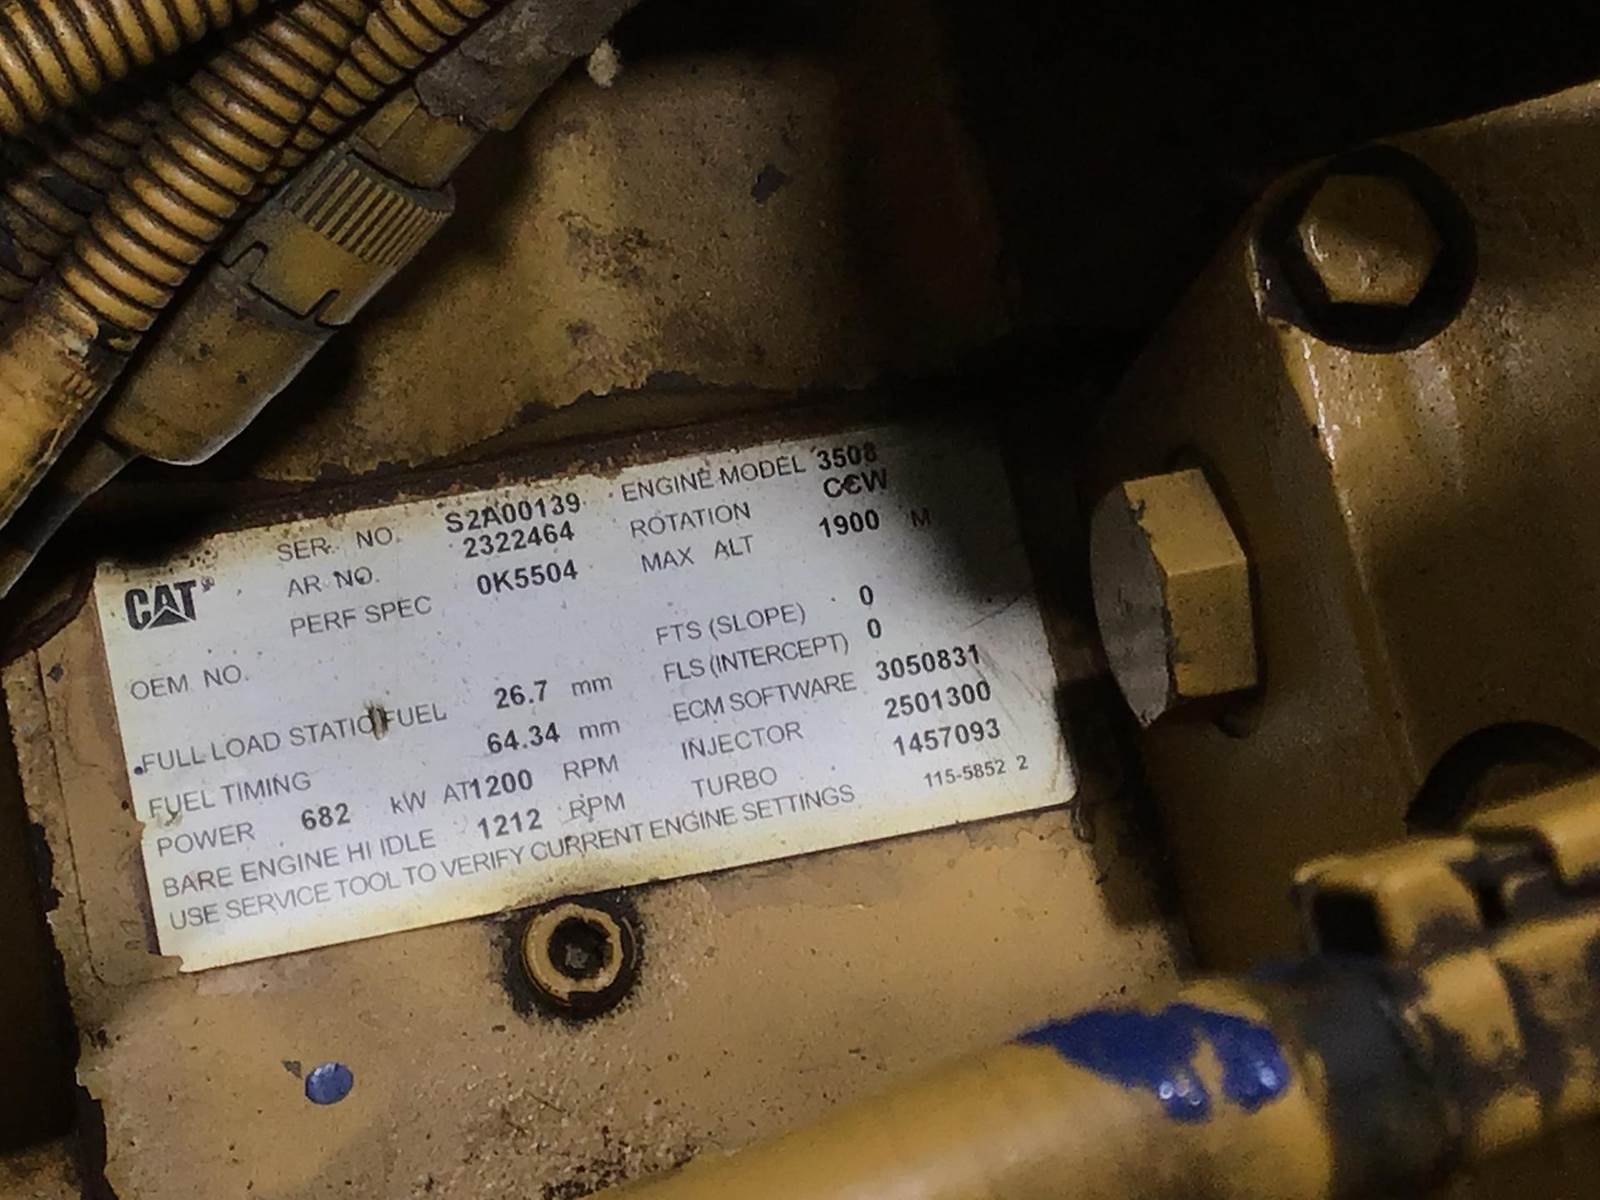 CAT
SER. NO. S2A00139 ENGINE MODEL 3508
AR NO. 2322464 ROTATION CCW
PERF SPEC 0K5504 MAX ALT 1900 M
OEM NO. FTS (SLOPE) 0
FLS (INTERCEPT) 0
FULL LOAD STATIC FUEL 26.7 mm ECM SOFTWARE 3050831
FUEL TIMING 64.34 mm INJECTOR 2501300
POWER 682 kW AT 1200 RPM TURBO 1457093
BARE ENGINE HI IDLE 1212 RPM
USE SERVICE TOOL TO VERIFY CURRENT ENGINE SETTINGS 115-5852 2